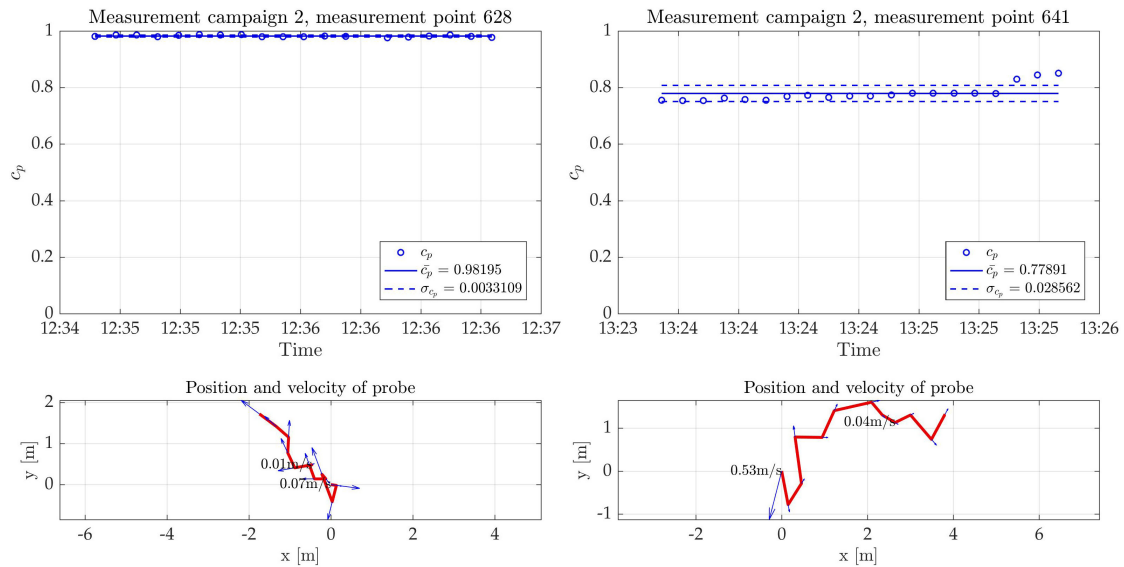 Measurement campaign 2, measurement point 628
1
0.8
0.6
0.4
0.2
0
c_p
c_p
c̄_p = 0.98195
σ_{c_p} = 0.0033109
12:34 12:35 12:35 12:35 12:36 12:36 12:36 12:36 12:37
Time
Measurement campaign 2, measurement point 641
1
0.8
0.6
0.4
0.2
0
c_p
c_p
c̄_p = 0.77891
σ_{c_p} = 0.028562
13:23 13:24 13:24 13:24 13:24 13:25 13:25 13:25 13:26
Time
Position and velocity of probe
2
1
0
y [m]
0.01m/s
0.07m/s
-6 -4 -2 0 2 4
x [m]
Position and velocity of probe
1
0
-1
y [m]
0.04m/s
0.53m/s
-2 0 2 4 6
x [m]